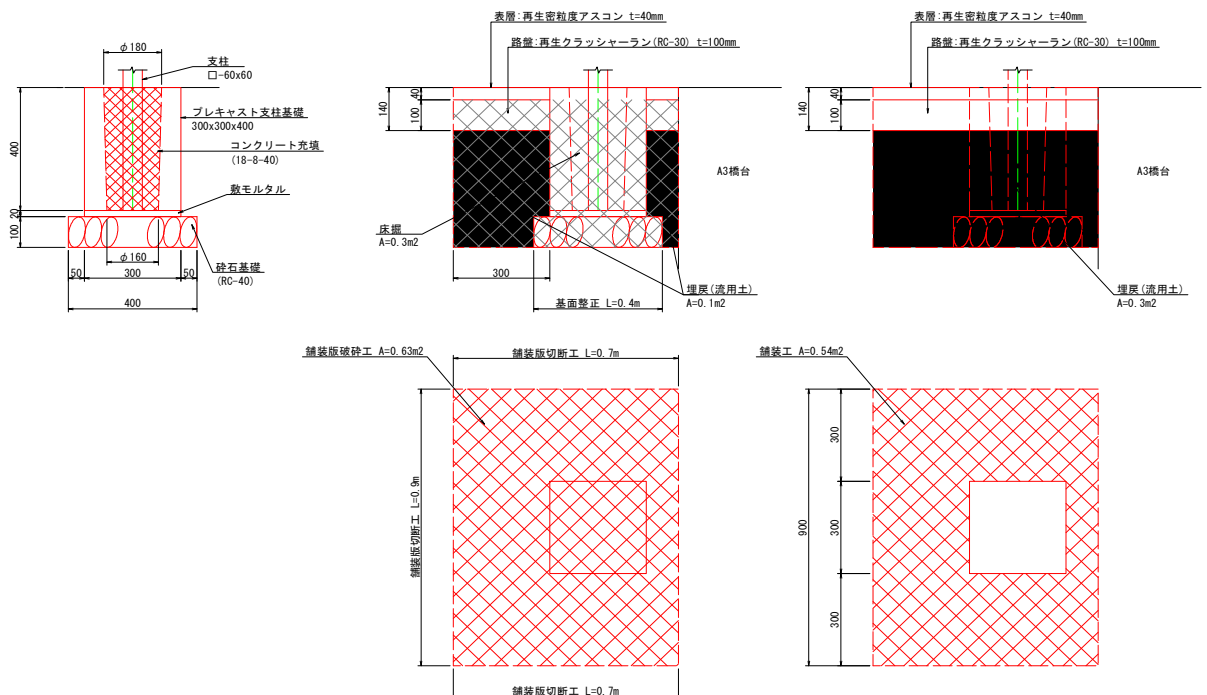 φ180
支柱
□-60x60
プレキャスト支柱基礎
300x300x400
コンクリート充填
(18-8-40)
敷モルタル
400
20
100
φ160
砕石基礎
(RC-40)
50
300
50
400
表層:再生密粒度アスコン t=40mm
路盤:再生クラッシャーラン(RC-30) t=100mm
140
40
100
A3橋台
床掘
A=0.3m2
300
埋戻(流用土)
A=0.1m2
基面整正 L=0.4m
表層:再生密粒度アスコン t=40mm
路盤:再生クラッシャーラン(RC-30) t=100mm
140
40
100
A3橋台
埋戻(流用土)
A=0.3m2
舗装版破砕工 A=0.63m2
舗装版切断工 L=0.7m
舗装版切断工 L=0.9m
舗装版切断工 L=0.7m
舗装工 A=0.54m2
900
300
300
300